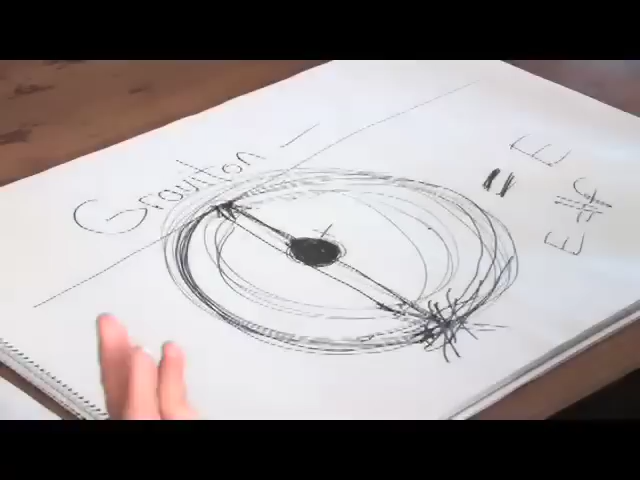 Graviton —
= E
E